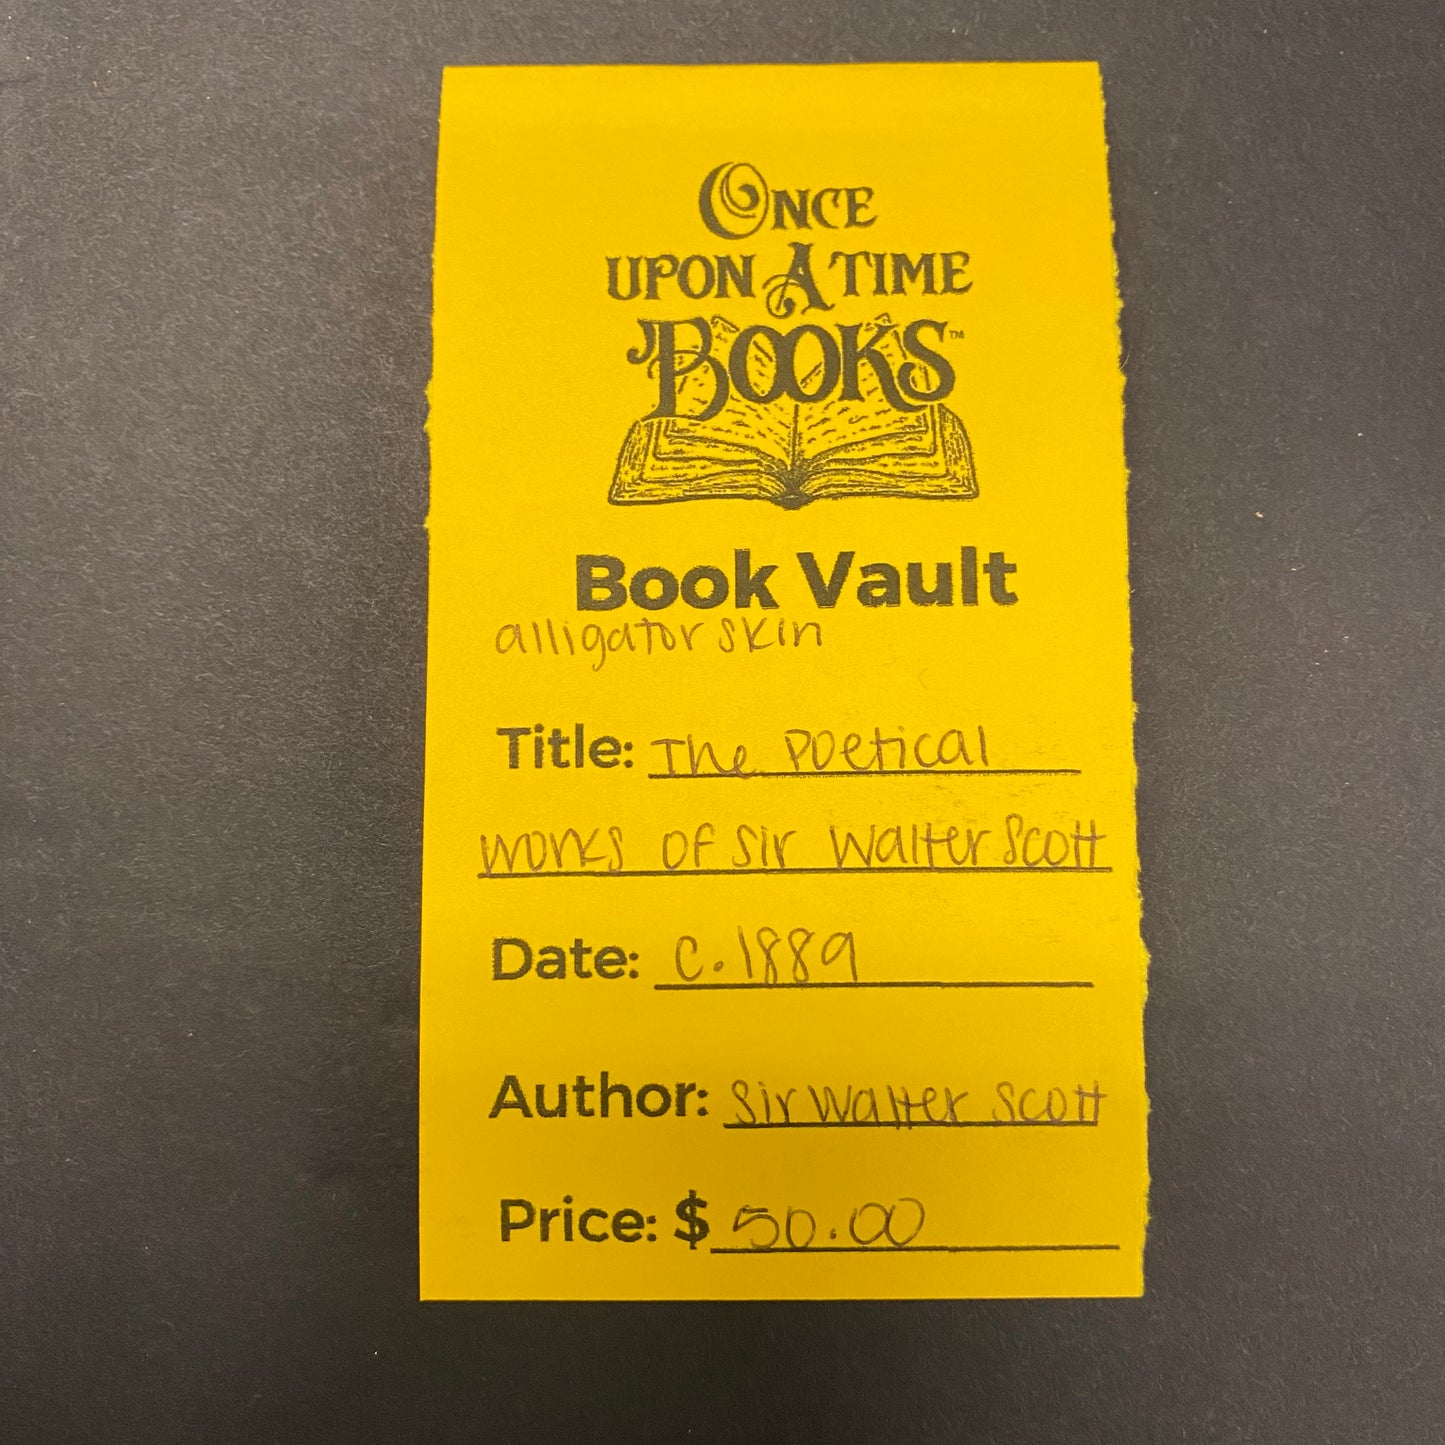 ONCE
UPON A TIME
BOOKS™
Book Vault
alligator skin
Title: The Poetical
works of Sir Walter Scott
Date: c.1889
Author: Sir Walter Scott
Price: $ 50.00